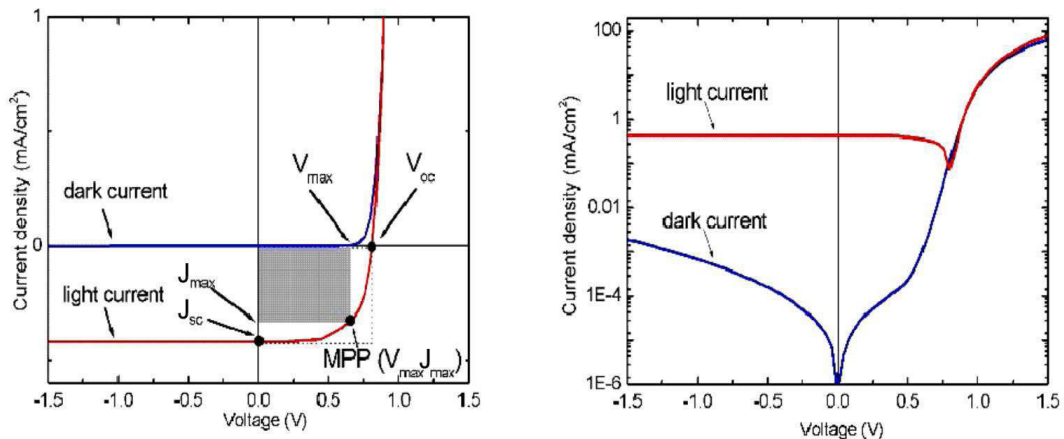 1
0
Current density (mA/cm²)
dark current
light current
V_max
V_oc
J_max
J_sc
MPP (V_max J_max)
-1.5 -1.0 -0.5 0.0 0.5 1.0 1.5
Voltage (V)
100
1
0.01
1E-4
1E-6
Current density (mA/cm²)
light current
dark current
-1.5 -1.0 -0.5 0 0.5 1.0 1.5
Voltage (V)